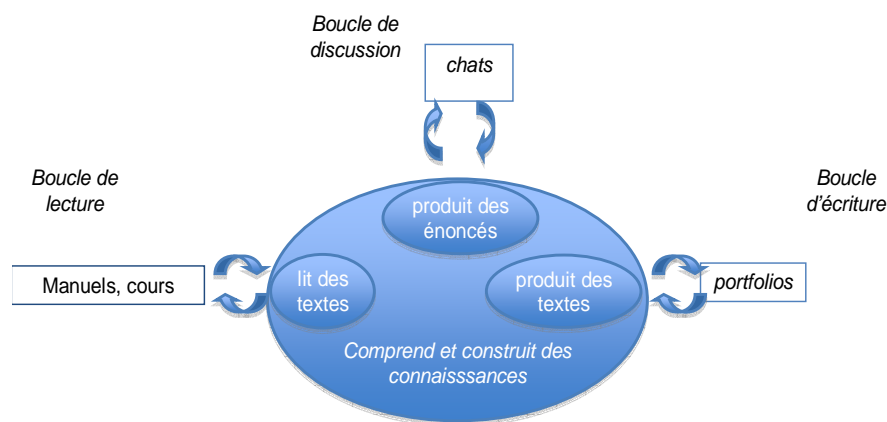 Boucle de
discussion
chats
Boucle de
lecture
Boucle
d'écriture
produit des
énoncés
Manuels, cours
lit des
textes
produit des
textes
portfolios
Comprend et construit des
connaisssances